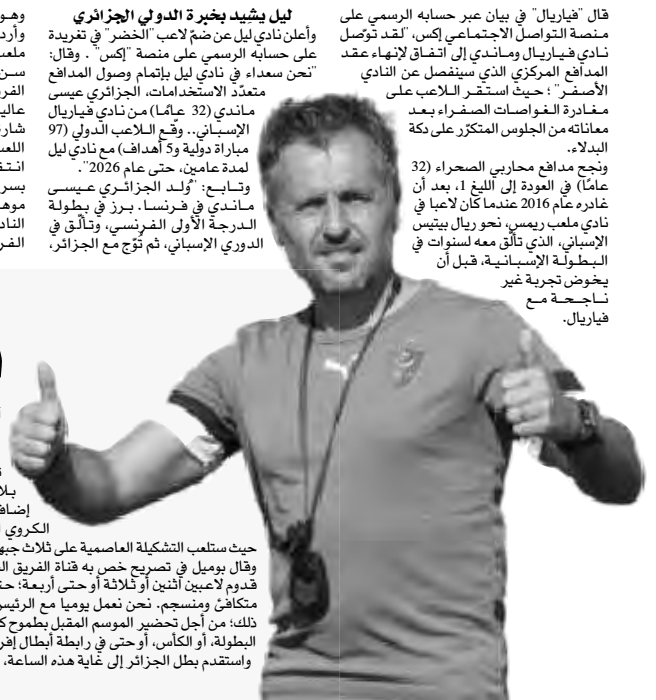 قال "فياريال" في بيان عبر حسابه الرسمي على
منصة التواصل الاجتماعي إكس، "لقد توصّل
نادي فياريال وماندي إلى اتفاق لإنهاء عقد
المدافع المركزي الذي سينفصل عن النادي
الأصفر" ؛ حيث استقر اللاعب على
مغادرة الغواصات الصفراء بعد
معاناته من الجلوس المتكرّر على دكة
البدلاء.
ونجح مدافع محاربي الصحراء (32
عامًا) في العودة إلى الليغ 1، بعد أن
غادره عام 2016 عندما كان لاعبا في
نادي ملعب ريمس، نحو ريال بيتيس
الإسباني، الذي تألّق معه لسنوات في
البطولة الإسبانية، قبل أن
يخوض تجربة غير
ناجحة مع
فياريال.
ليل يشيد بخبرة الدولي الجزائري
وأعلن نادي ليل عن ضمّ لاعب "الخضر" في تغريدة
على حسابه الرسمي على منصة "إكس" . وقال:
"نحن سعداء في نادي ليل بإتمام وصول المدافع
متعدّد الاستخدامات، الجزائري عيسى
ماندي (32 عامًا) من نادي فياريال
الإسباني.. وقّع اللاعب الدولي (97
مباراة دولية و5 أهداف) مع نادي ليل
لمدة عامين، حتى عام 2026".
وتابع: "وُلد الجزائري عيسى
ماندي في فرنسا. برز في بطولة
الدرجة الأولى الفرنسي، وتألّق في
الدوري الإسباني، ثم تُوّج مع الجزائر،
الكروي
حيث ستلعب التشكيلة العاصمية على ثلاث
وقال بوميل في تصريح خص به قناة الفريق
قدوم لاعبين اثنين أو ثلاثة أو حتى أربعة؛
متكافئ ومنسجم. نحن نعمل يوميا مع
ذلك؛ من أجل تحضير الموسم المقبل بطموح
البطولة، أو الكأس، أو حتى في رابطة أبطال
واستقدم بطل الجزائر إلى غاية هذه الساعة،